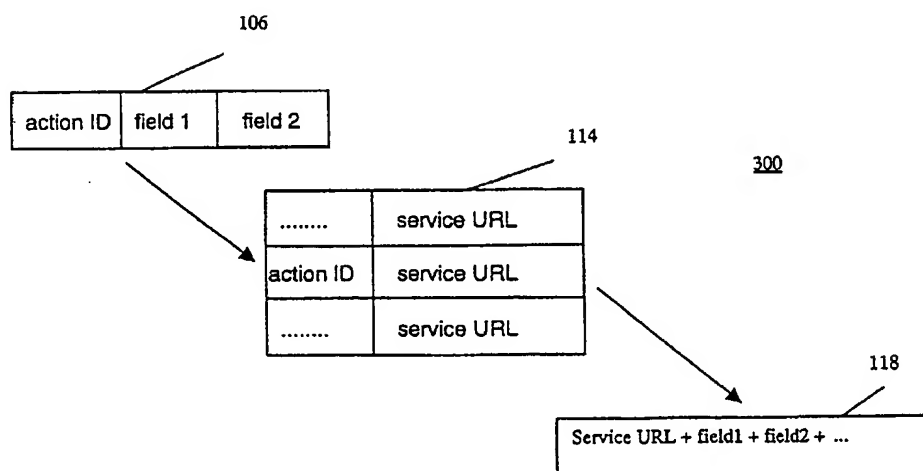 106
action ID field 1 field 2
114
300
........ service URL
action ID service URL
........ service URL
118
Service URL + field1 + field2 + ...